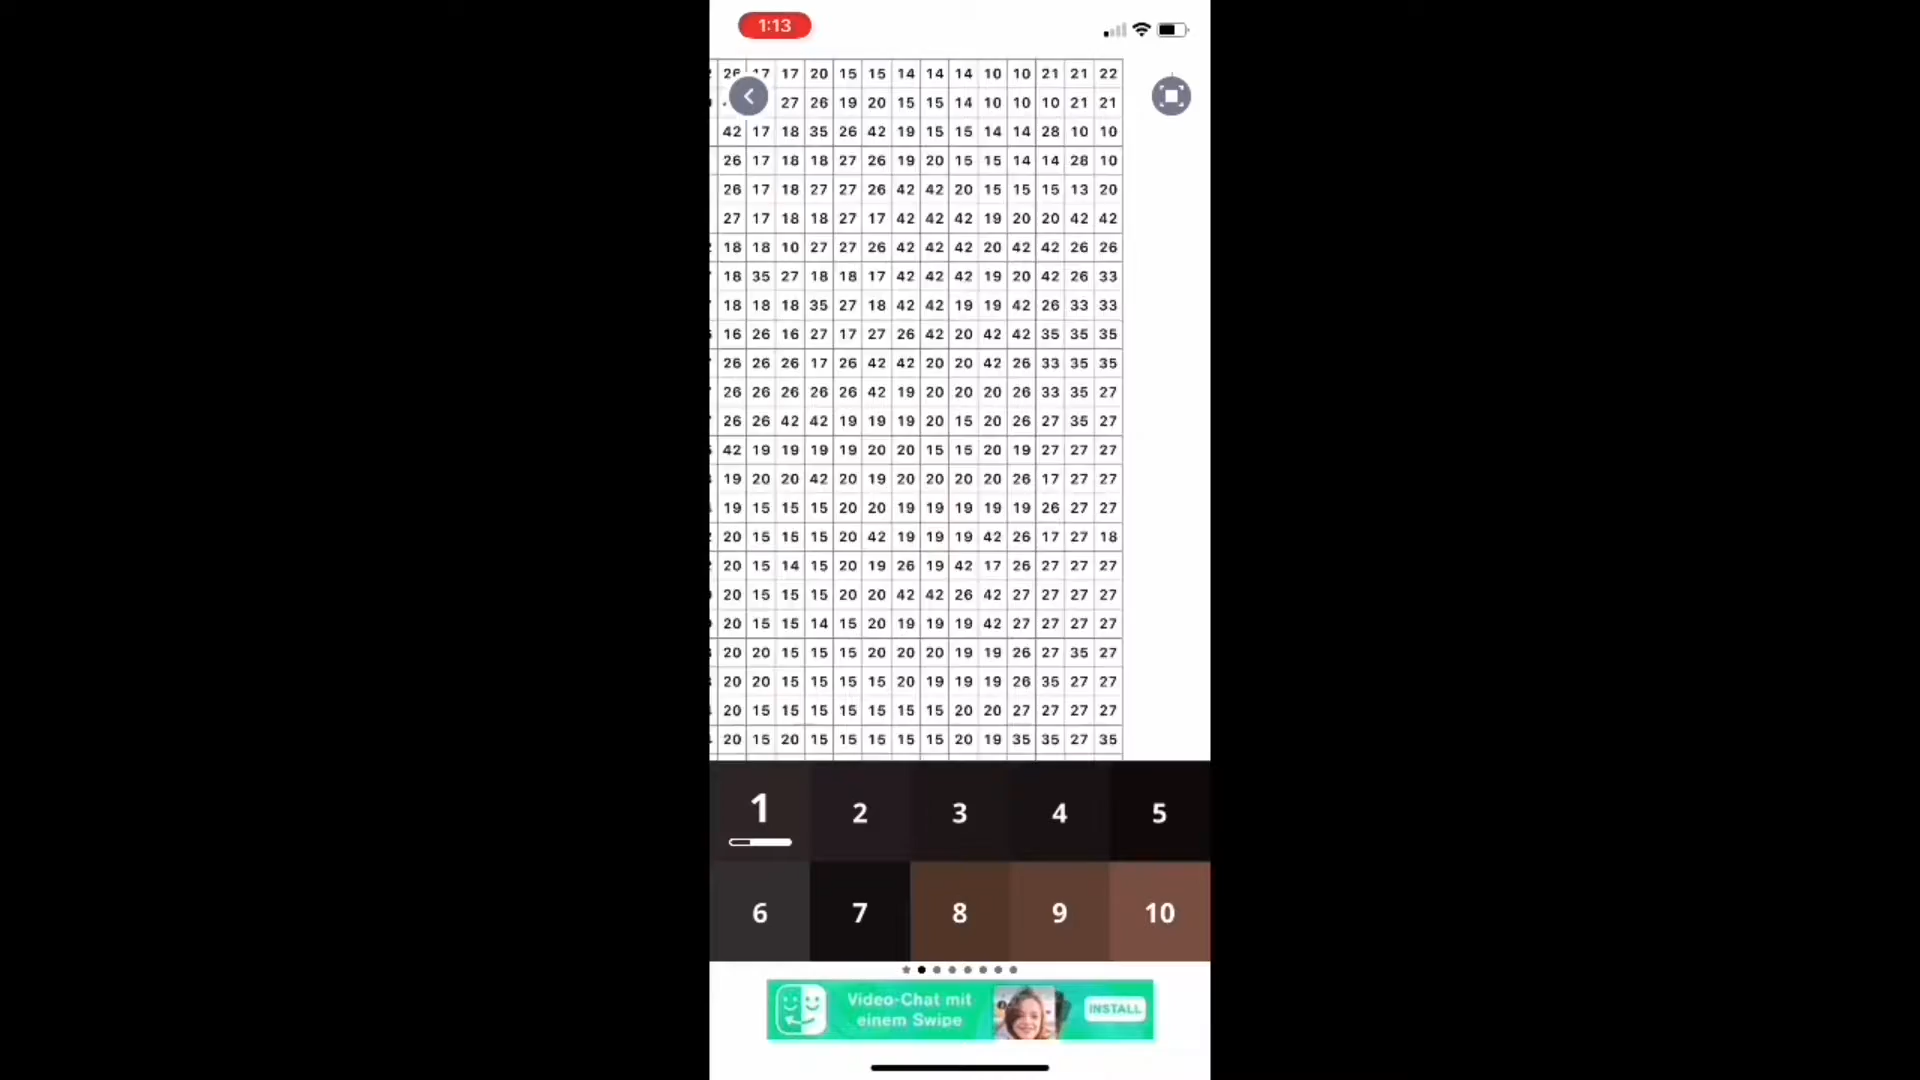 1:13
26 17 17 20 15 15 14 14 14 10 10 21 21 22
27 26 19 20 15 15 14 10 10 10 21 21
42 17 18 35 26 42 19 15 15 14 14 28 10 10
26 17 18 18 27 26 19 20 15 15 14 14 28 10
26 17 18 27 27 26 42 42 20 15 15 15 13 20
27 17 18 18 27 17 42 42 42 19 20 20 42 42
18 18 10 27 27 26 42 42 42 20 42 42 26 26
18 35 27 18 18 17 42 42 42 19 20 42 26 33
18 18 18 35 27 18 42 42 19 19 42 26 33 33
16 26 16 27 17 27 26 42 20 42 42 35 35 35
26 26 26 17 26 42 42 20 20 42 26 33 35 35
26 26 26 26 26 42 19 20 20 20 26 33 35 27
26 26 42 42 19 19 19 20 15 20 26 27 35 27
42 19 19 19 19 20 20 15 15 20 19 27 27 27
19 20 20 42 20 19 20 20 20 20 26 17 27 27
19 15 15 15 20 20 19 19 19 19 19 26 27 27
20 15 15 15 20 42 19 19 19 42 26 17 27 18
20 15 14 15 20 19 26 19 42 17 26 27 27 27
20 15 15 15 20 20 42 42 26 42 27 27 27 27
20 15 15 14 15 20 19 19 19 42 27 27 27 27
20 20 15 15 15 20 20 20 19 19 26 27 35 27
20 20 15 15 15 15 20 19 19 19 26 35 27 27
20 15 15 15 15 15 15 15 20 20 27 27 27 27
20 15 20 15 15 15 15 15 20 19 35 35 27 35
1 2 3 4 5
6 7 8 9 10
Video-Chat mit
einem Swipe
INSTALL